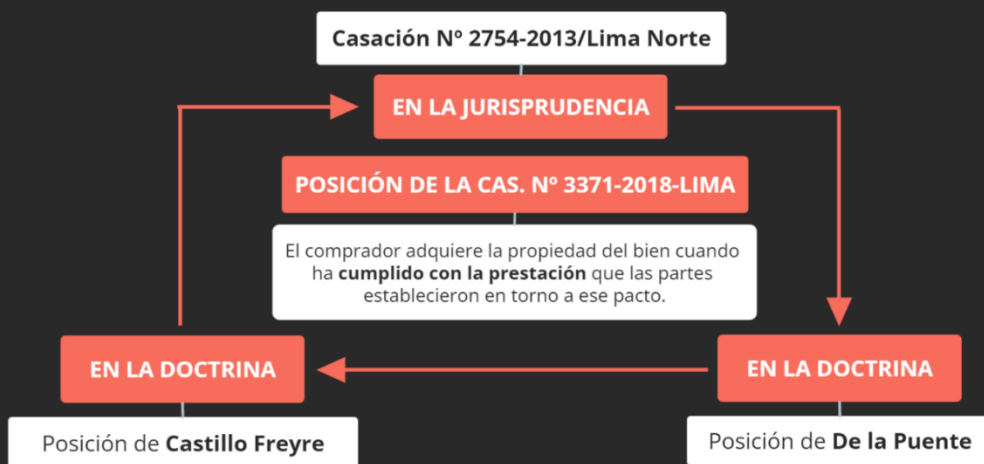 Casación Nº 2754-2013/Lima Norte
EN LA JURISPRUDENCIA
POSICIÓN DE LA CAS. Nº 3371-2018-LIMA
El comprador adquiere la propiedad del bien cuando
ha cumplido con la prestación que las partes
establecieron en torno a ese pacto.
EN LA DOCTRINA
Posición de Castillo Freyre
EN LA DOCTRINA
Posición de De la Puente